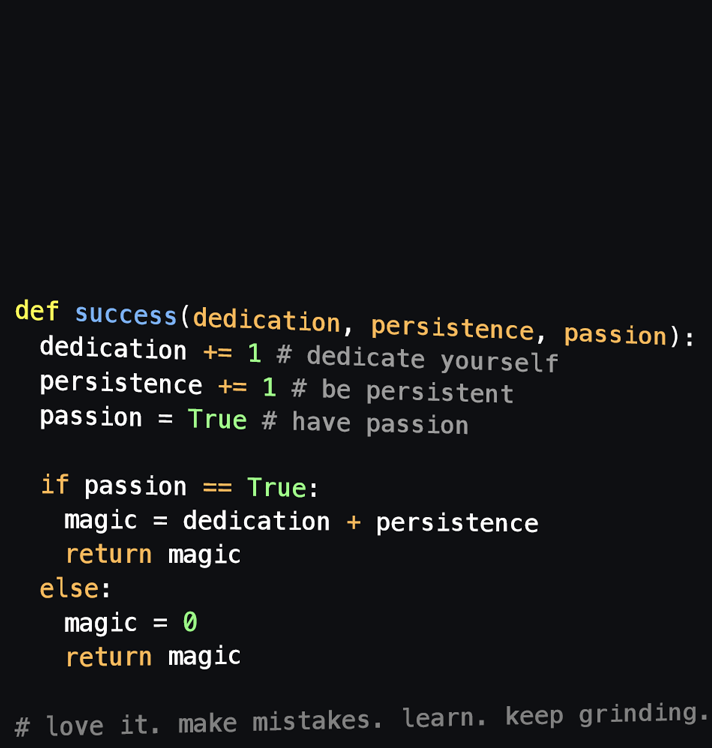 def success(dedication, persistence, passion):
dedication += 1 # dedicate yourself
persistence += 1 # be persistent
passion = True # have passion
if passion == True:
magic = dedication + persistence
return magic
else:
magic = 0
return magic
# love it. make mistakes. learn. keep grinding.